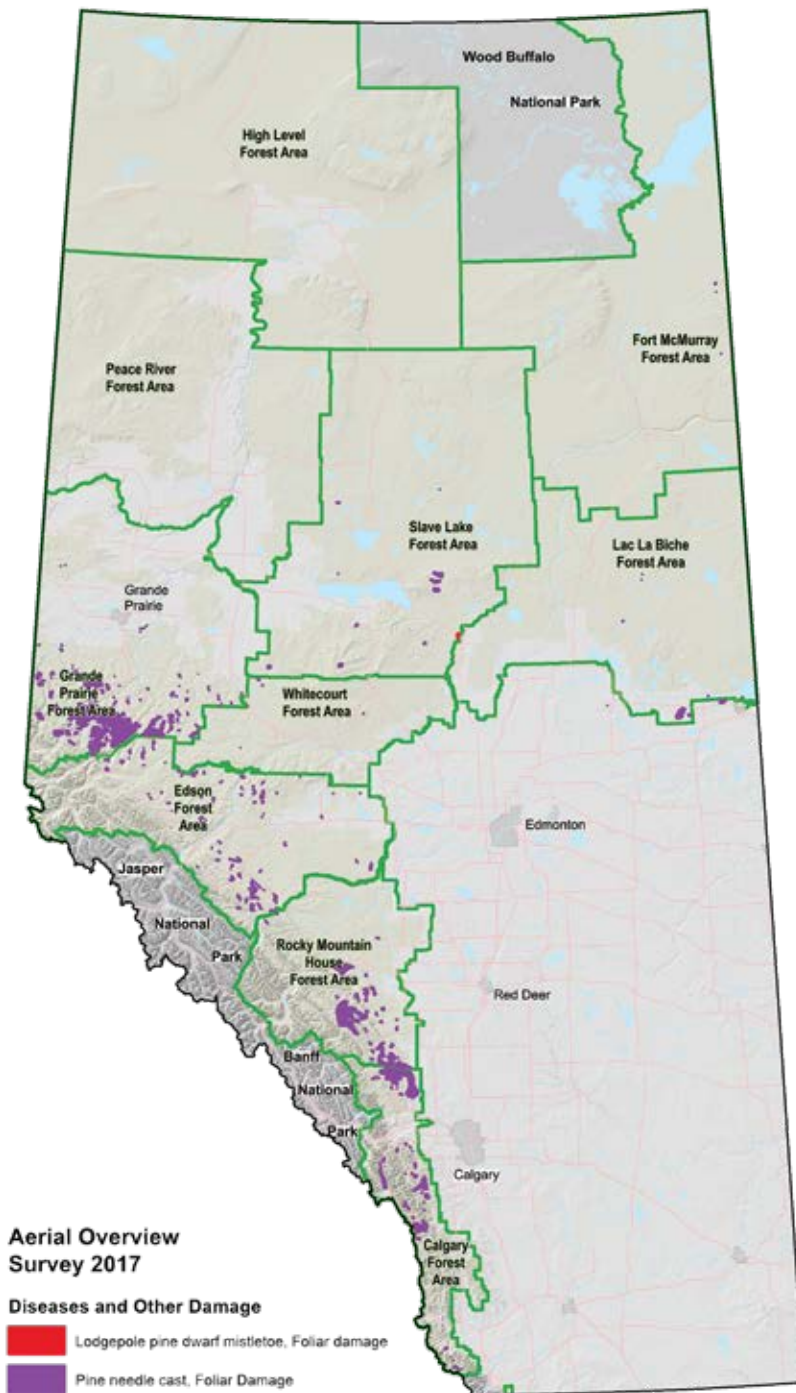 Wood Buffalo
National Park
High Level
Forest Area
Fort McMurray
Forest Area
Peace River
Forest Area
Slave Lake
Forest Area
Lac La Biche
Forest Area
Grande
Prairie
Grande
Prairie
Forest Area
Whitecourt
Forest Area
Edson
Forest
Area
Edmonton
Jasper
National
Park
Rocky Mountain
House
Forest Area
Red Deer
Banff
National
Park
Calgary
Calgary
Forest
Area
Aerial Overview
Survey 2017
Diseases and Other Damage
Lodgepole pine dwarf mistletoe, Foliar damage
Pine needle cast, Foliar Damage